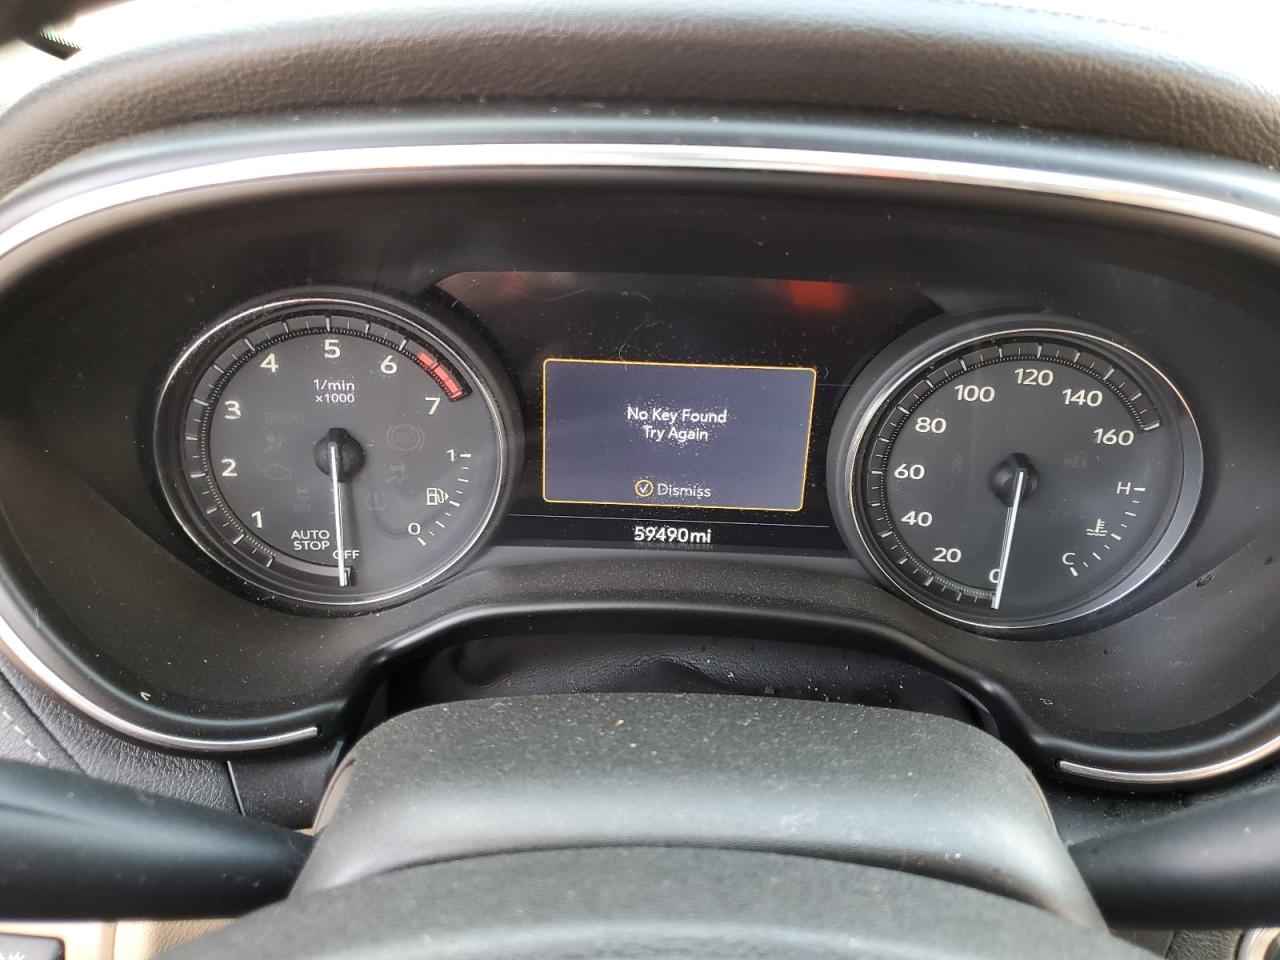 5
4
6
1/min
x1000
3
7
BRAKE
ABS
2
1
1
0
AUTO
STOP
OFF
No Key Found
Try Again
Dismiss
59490mi
120
100
140
80
160
60
H
40
20
C
0